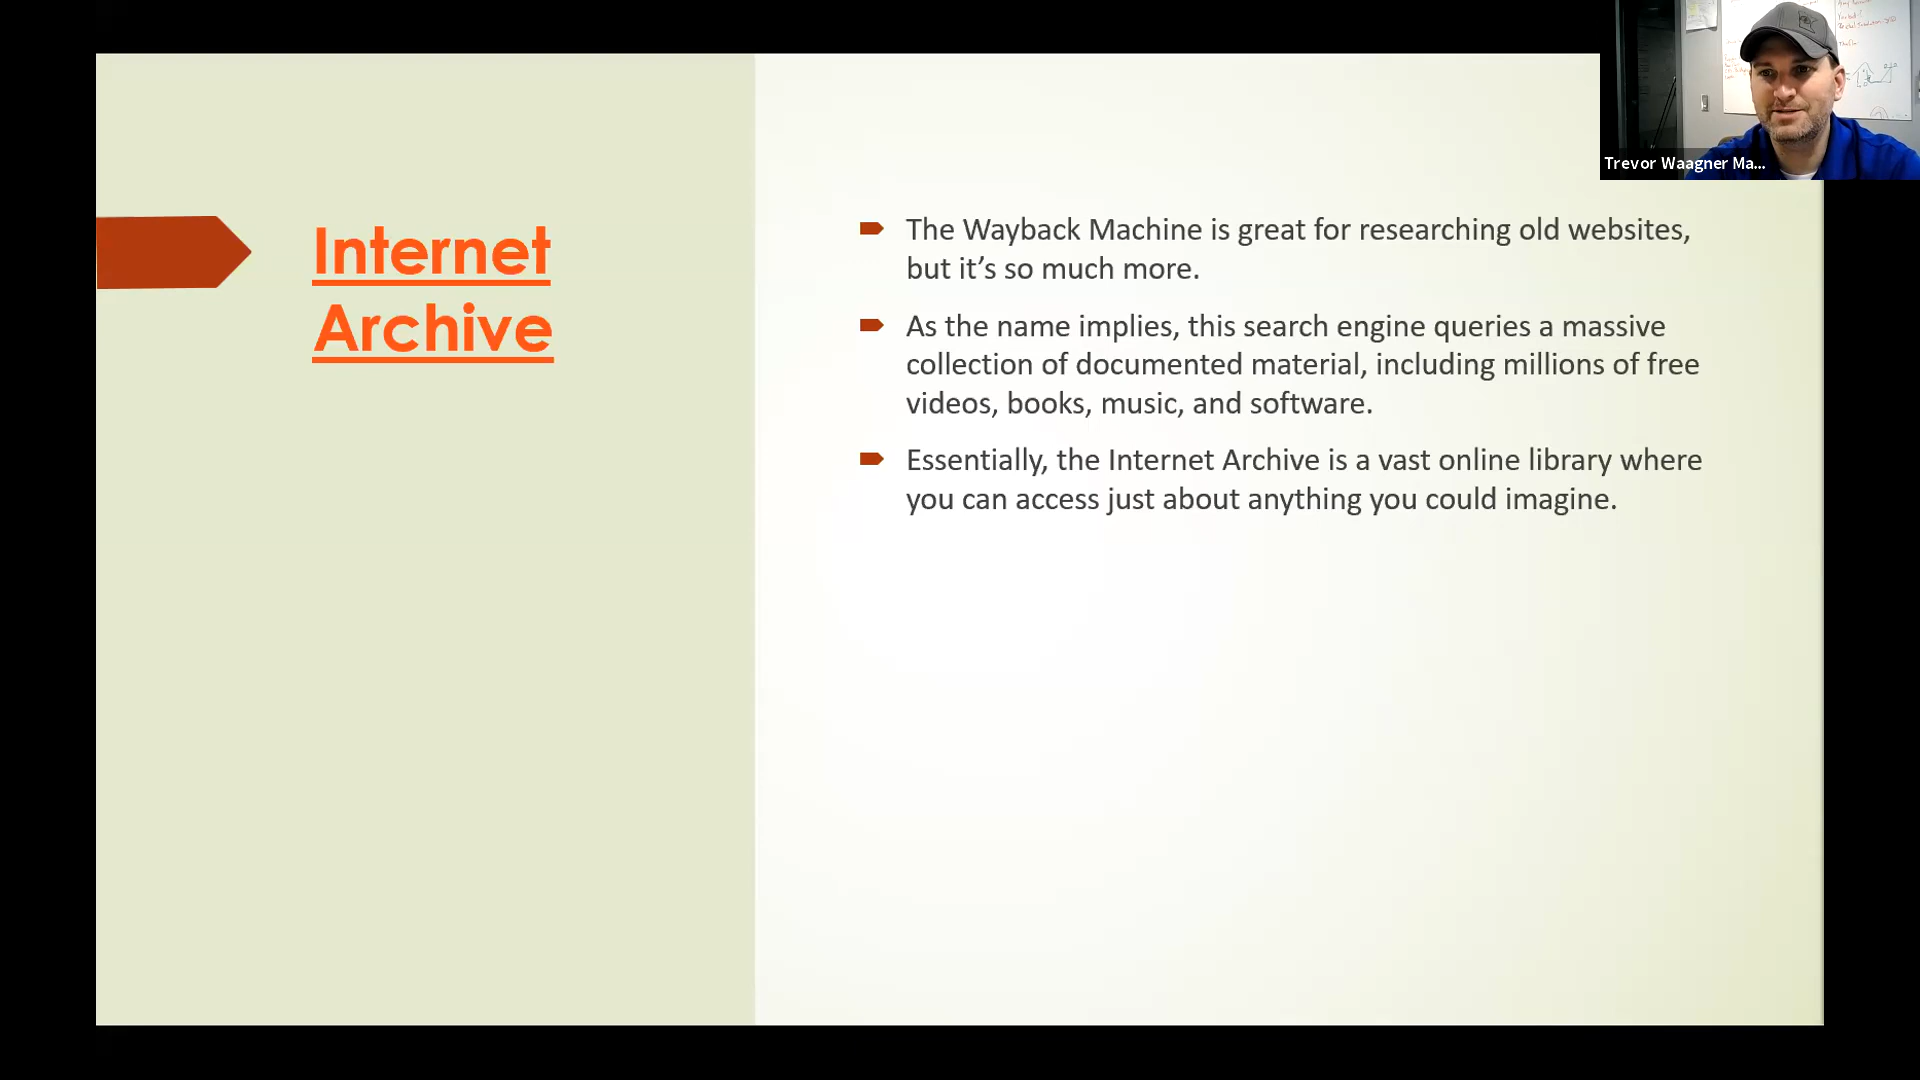 Internet
Archive
The Wayback Machine is great for researching old websites,
but it’s so much more.
As the name implies, this search engine queries a massive
collection of documented material, including millions of free
videos, books, music, and software.
Essentially, the Internet Archive is a vast online library where
you can access just about anything you could imagine.
Trevor Waagner Ma...